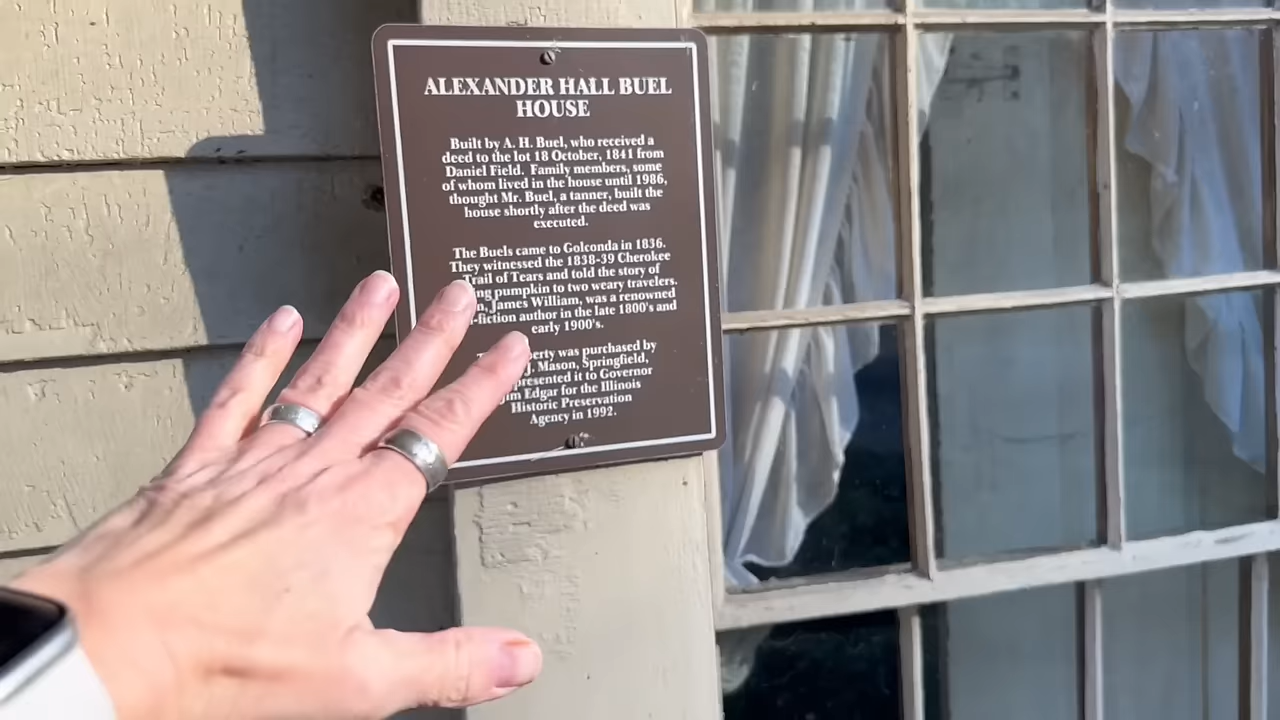 ALEXANDER HALL BUEL
HOUSE
Built by A. H. Buel, who received a
deed to the lot 18 October, 1841 from
Daniel Field. Family members, some
of whom lived in the house until 1986,
thought Mr. Buel, a tanner, built the
house shortly after the deed was
executed.
The Buels came to Golconda in 1836.
They witnessed the 1838-39 Cherokee
Trail of Tears and told the story of
ng pumpkin to two weary travelers.
n, James William, was a renowned
-fiction author in the late 1800's and
early 1900's.
erty was purchased by
J. Mason, Springfield,
presented it to Governor
Jim Edgar for the Illinois
Historic Preservation
Agency in 1992.